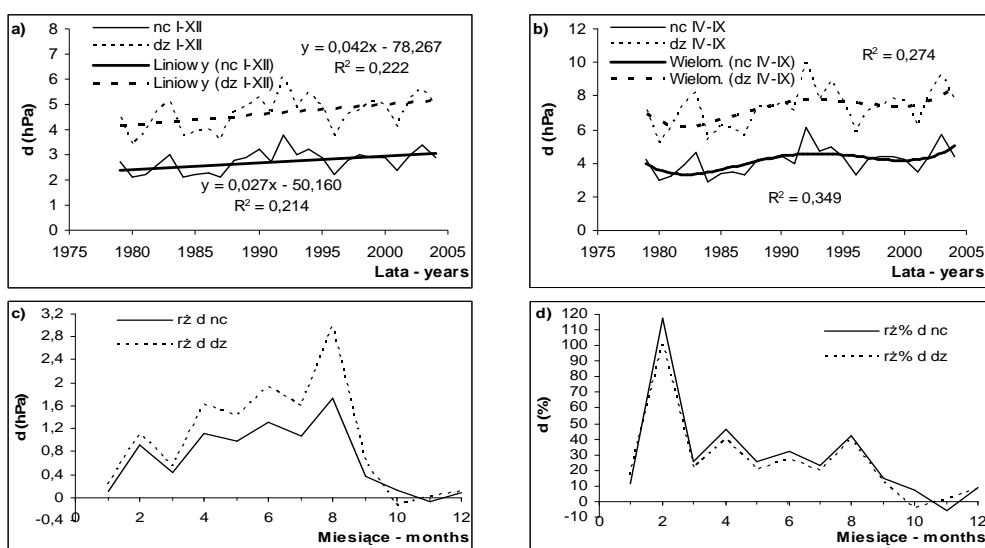 a)
nc I-XII
dz I-XII
Liniowy (nc I-XII)
Liniowy (dz I-XII)
y = 0,042x - 78,267
R² = 0,222
y = 0,027x - 50,160
R² = 0,214
d (hPa)
8
7
6
5
4
3
2
1
0
1975 1980 1985 1990 1995 2000 2005
Lata - years
b)
nc IV-IX
dz IV-IX
Wielom. (nc IV-IX)
Wielom. (dz IV-IX)
R² = 0,274
R² = 0,349
d (hPa)
12
10
8
6
4
2
0
1975 1980 1985 1990 1995 2000 2005
Lata - years
c)
rż d nc
rż d dz
d (hPa)
3,2
2,8
2,4
2
1,6
1,2
0,8
0,4
0
-0,4
0 2 4 6 8 10 12
Miesiące - months
d)
rż% d nc
rż% d dz
d (%)
120
110
100
90
80
70
60
50
40
30
20
10
0
-10
0 2 4 6 8 10 12
Miesiące - months